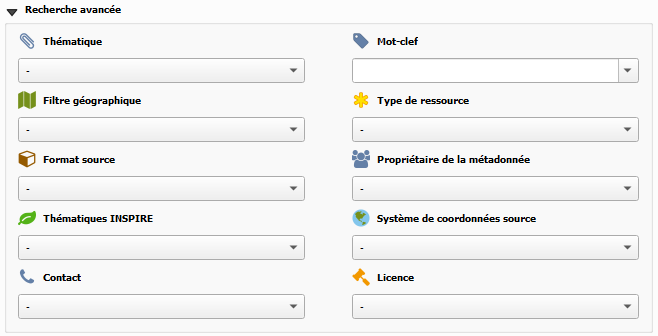 Recherche avancée
Thématique
Mot-clef
-
Filtre géographique
Type de ressource
-
-
Format source
Propriétaire de la métadonnée
-
-
Thématiques INSPIRE
Système de coordonnées source
-
-
Contact
Licence
-
-